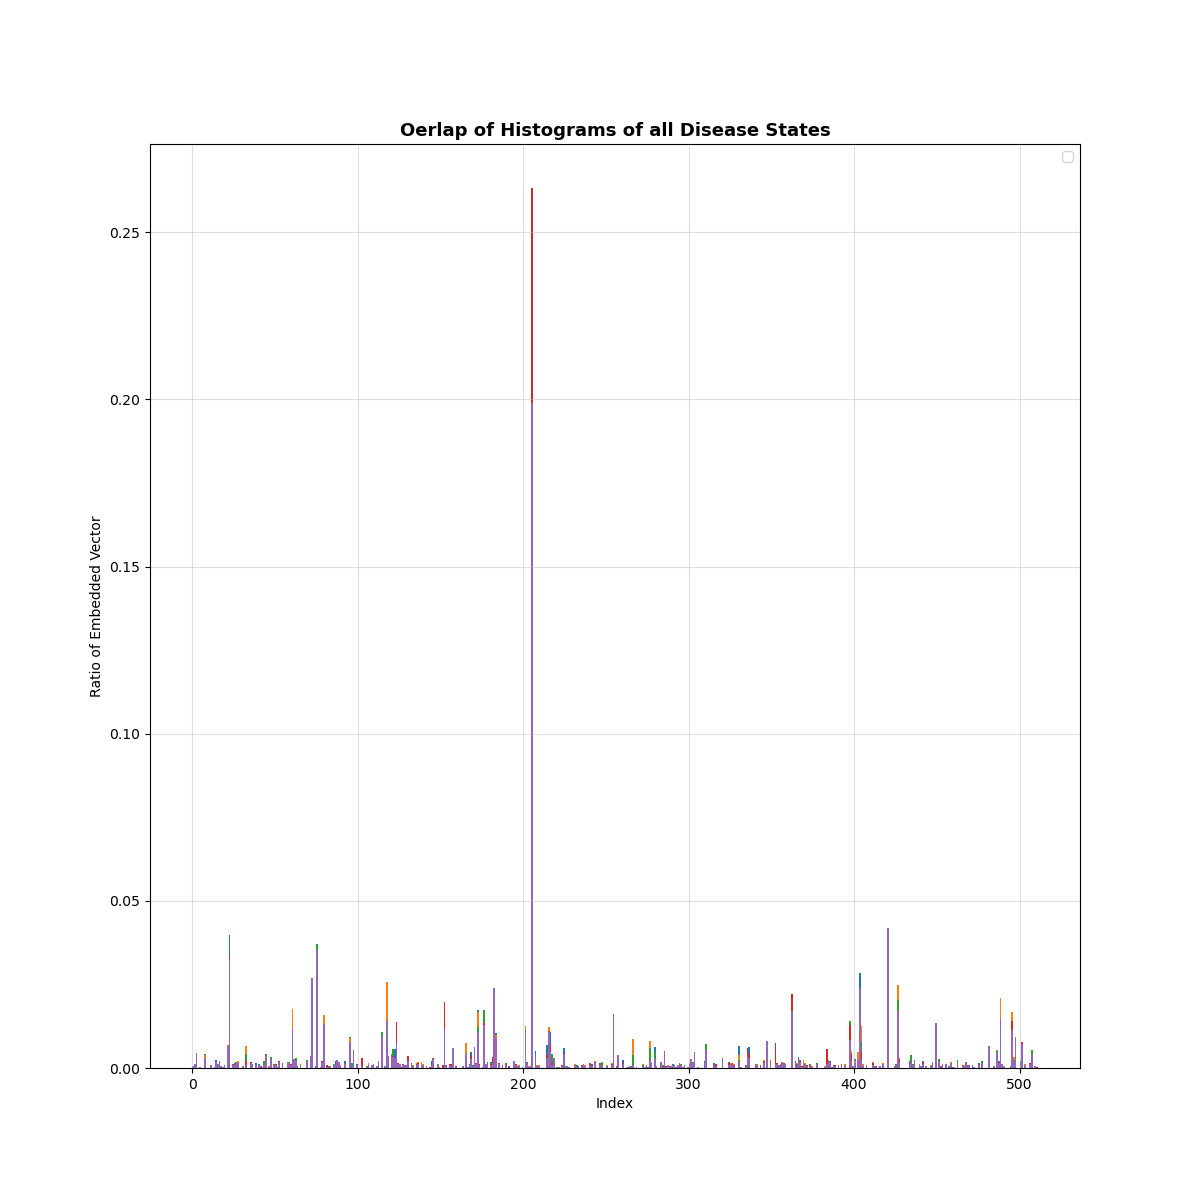 Oerlap of Histograms of all Disease States
0.25
0.20
0.15
0.10
0.05
0.00
Ratio of Embedded Vector
0 100 200 300 400 500
Index